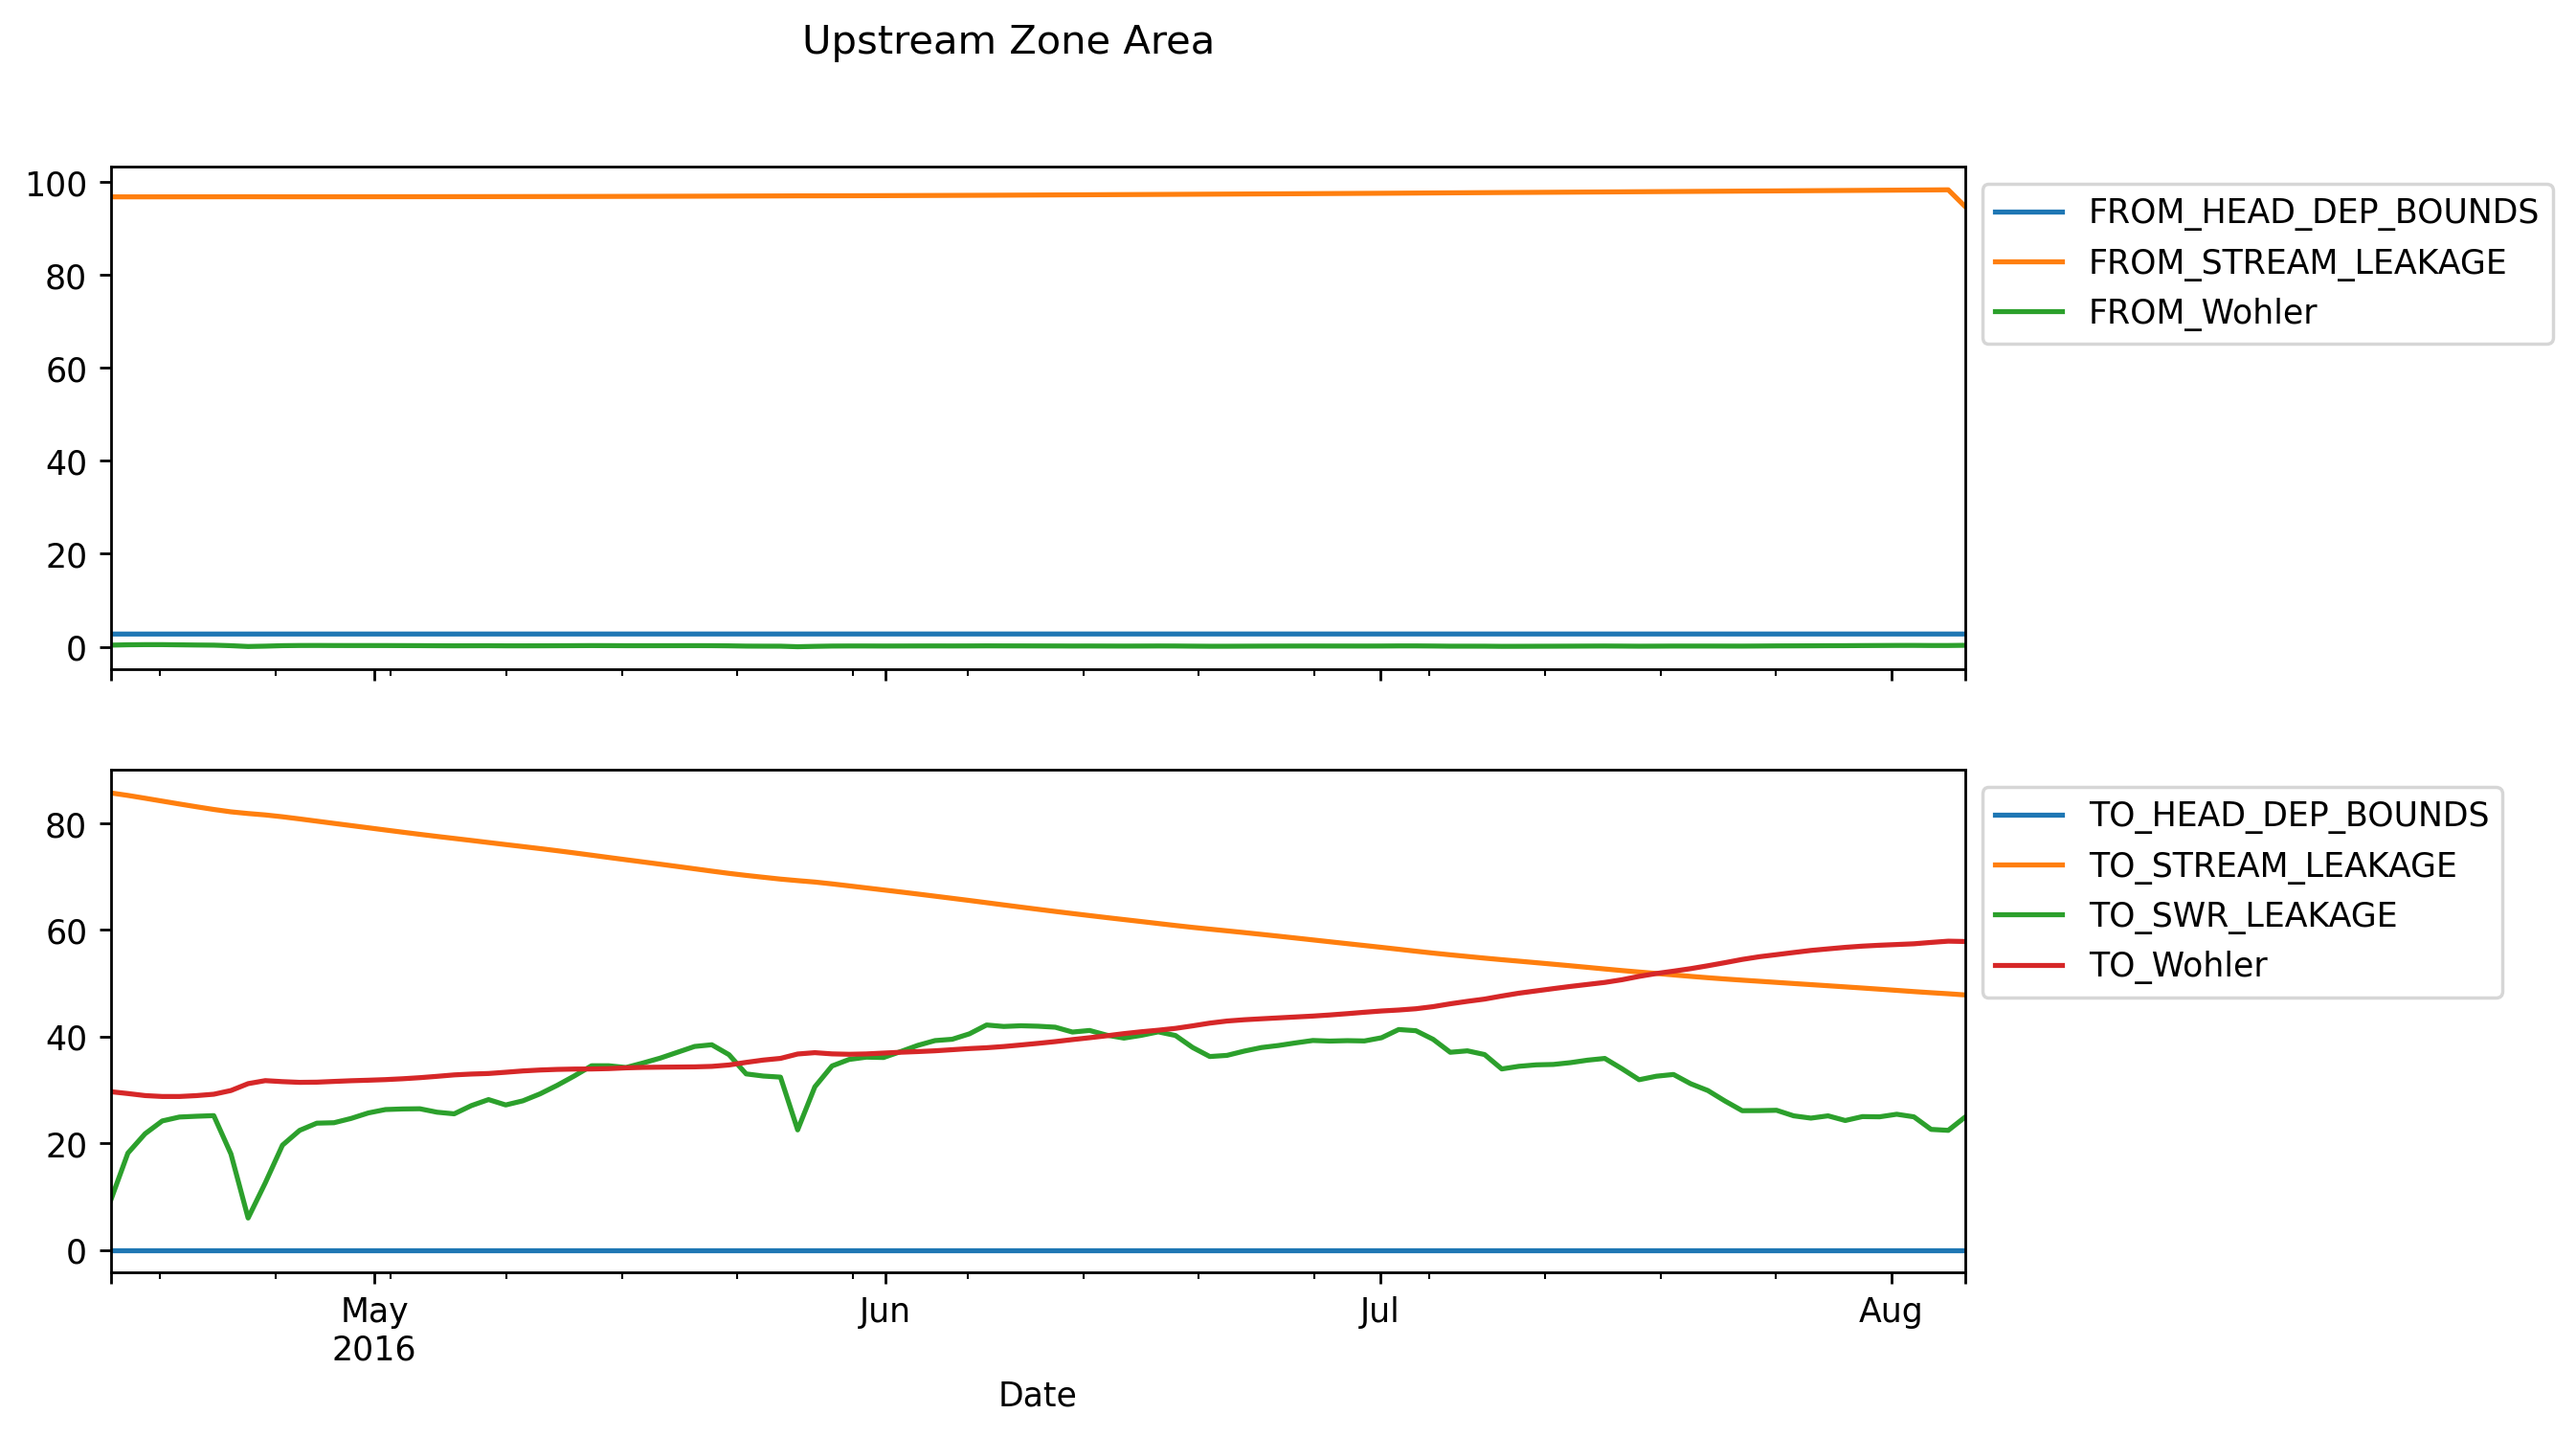 Upstream Zone Area
100
80
60
40
20
0
FROM_HEAD_DEP_BOUNDS
FROM_STREAM_LEAKAGE
FROM_Wohler
80
60
40
20
0
TO_HEAD_DEP_BOUNDS
TO_STREAM_LEAKAGE
TO_SWR_LEAKAGE
TO_Wohler
May Jun Jul Aug
2016
Date